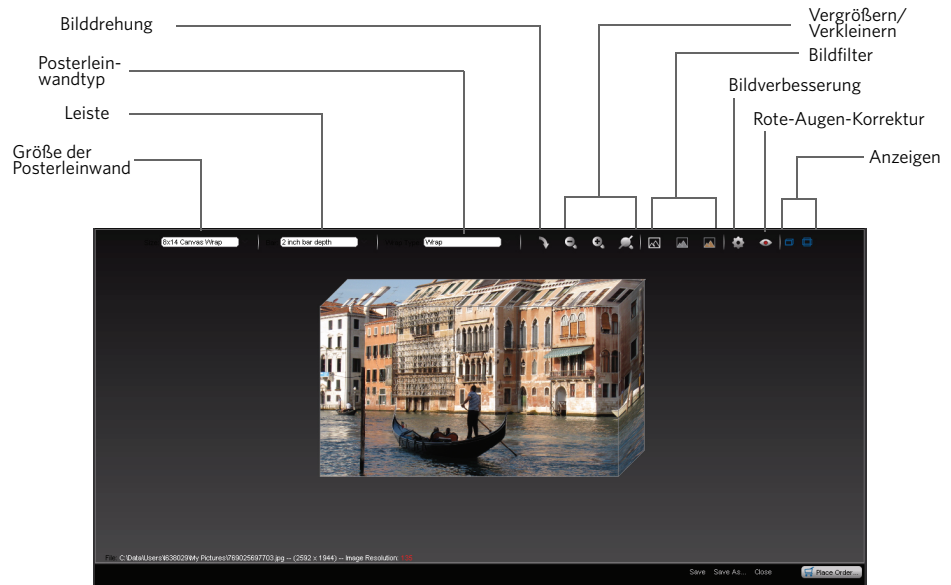 Bilddrehung
Vergrößern/
Verkleinern
Posterlein-
wandtyp
Bildfilter
Bildverbesserung
Leiste
Rote-Augen-Korrektur
Größe der
Posterleinwand
Anzeigen
8x14 Canvas Wrap
2 inch bar depth
Wrap
File: C:\Data\Users\I638029\My Pictures\769025697703.jpg -- (2592 x 1944) -- Image Resolution:
Save Save As... Close Place Order...